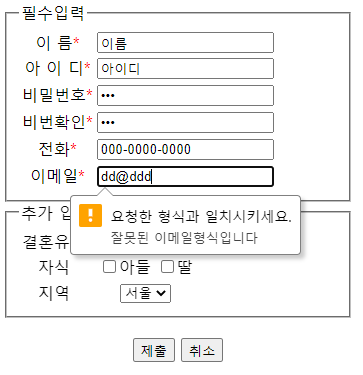 필수입력
이 름* 이름
아 이 디* 아이디
비밀번호* •••
비번확인* •••
전화* 000-0000-0000
이메일* dd@ddd
요청한 형식과 일치시키세요.
잘못된 이메일형식입니다
추가 입
결혼유
자식 아들 딸
지역 서울
제출 취소